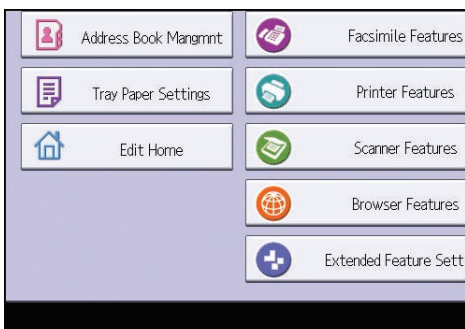 Address Book Mangmnt
Tray Paper Settings
Edit Home
Facsimile Features
Printer Features
Scanner Features
Browser Features
Extended Feature Sett